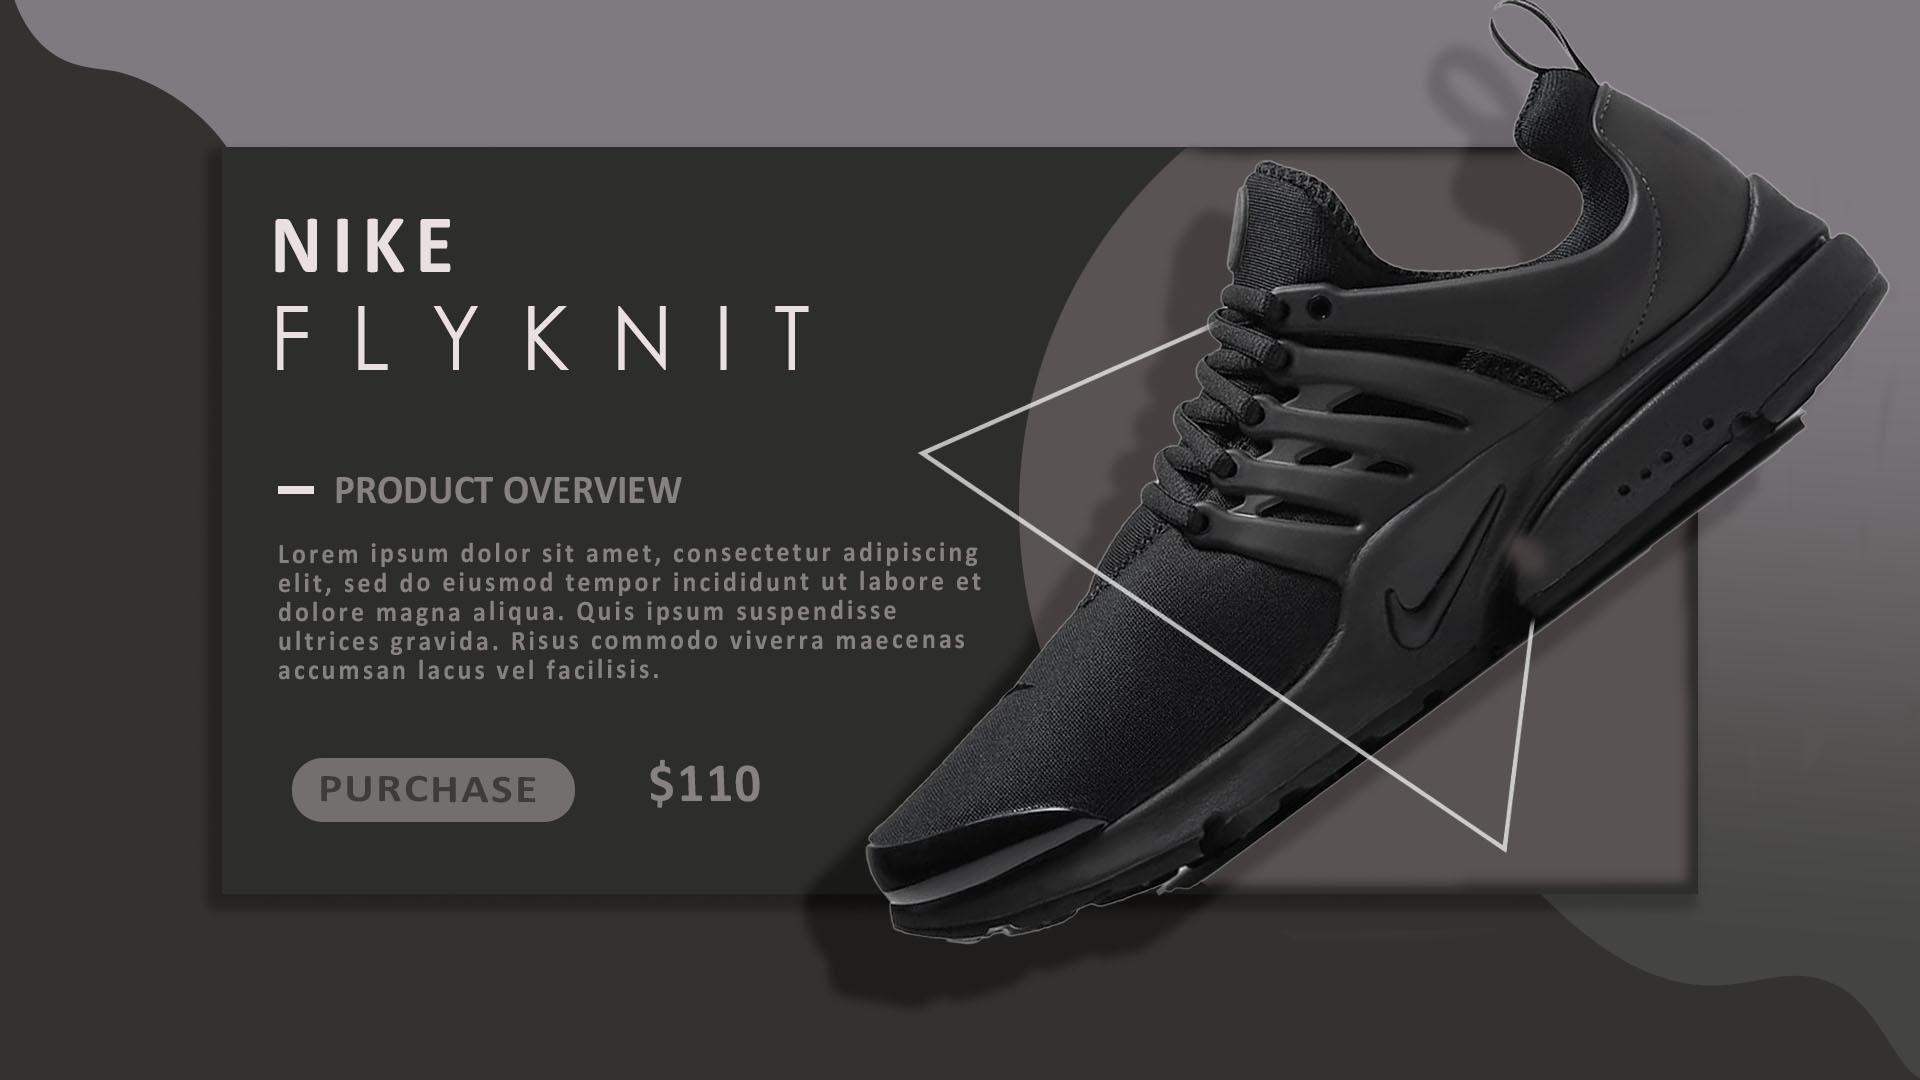 NIKE
FLYKNIT
PRODUCT OVERVIEW
Lorem ipsum dolor sit amet, consectetur adipiscing
elit, sed do eiusmod tempor incididunt ut labore et
dolore magna aliqua. Quis ipsum suspendisse
ultrices gravida. Risus commodo viverra maecenas
accumsan lacus vel facilisis.
PURCHASE
$110